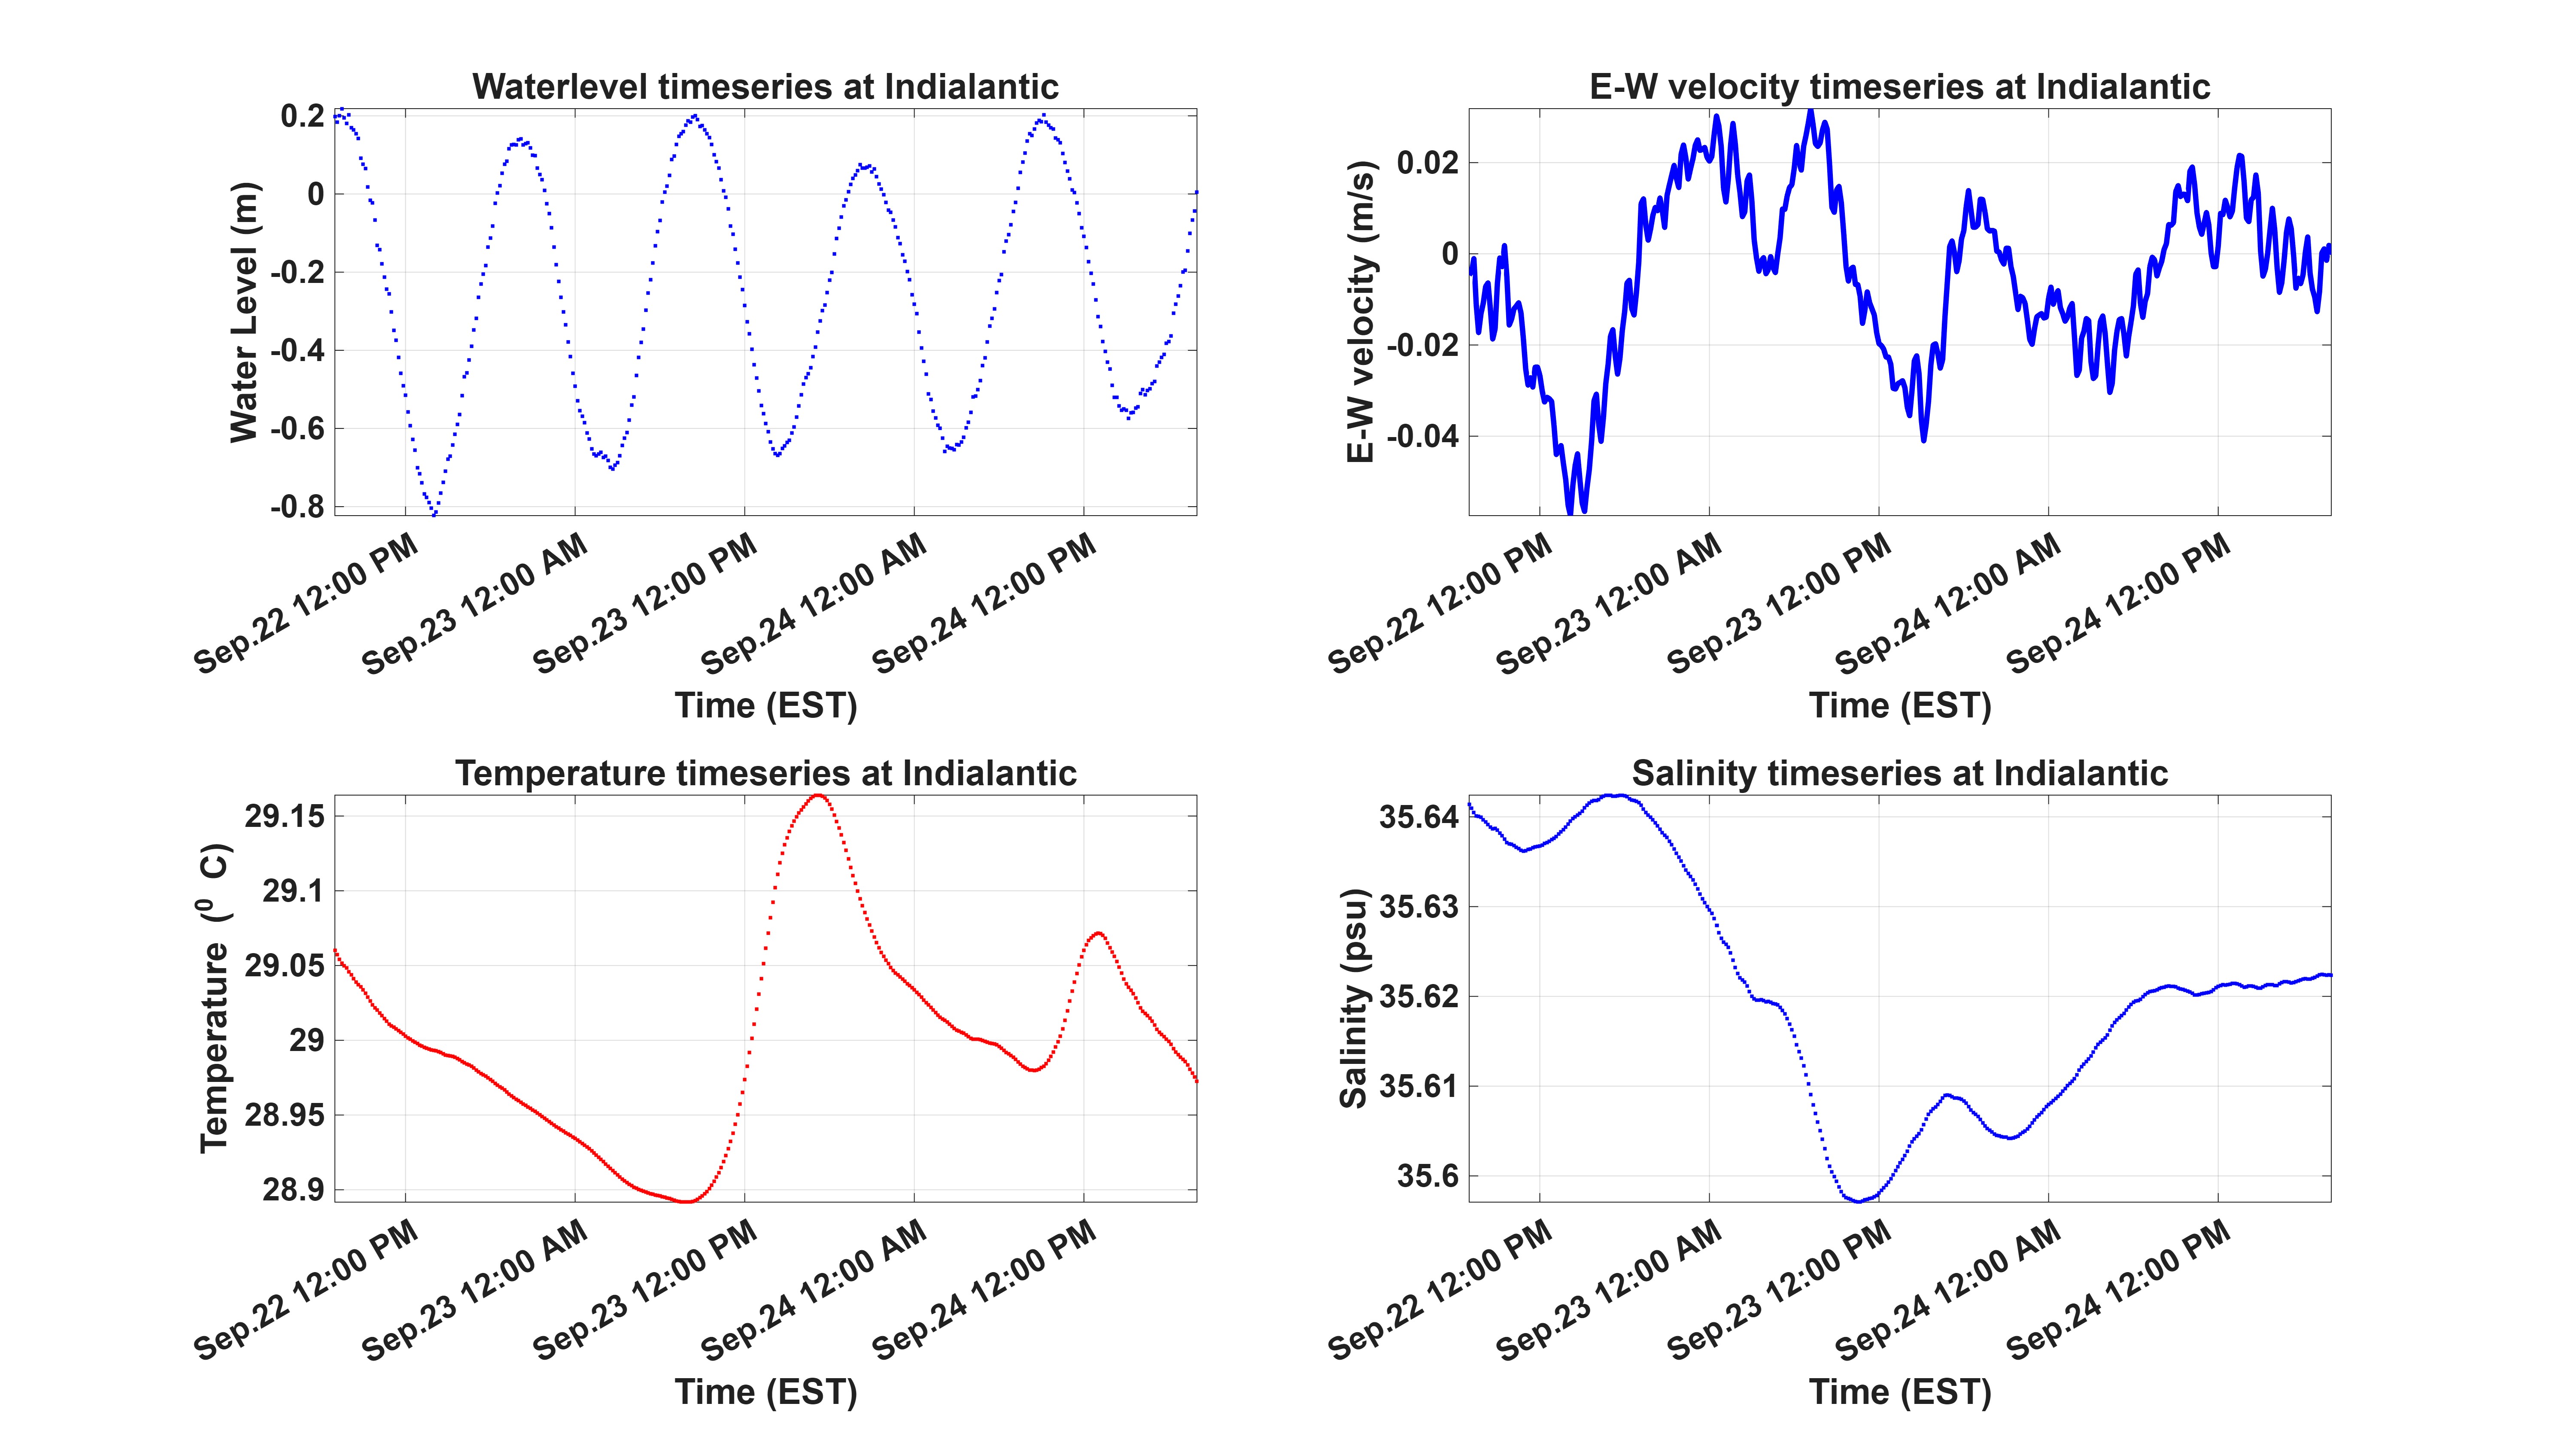 Waterlevel timeseries at Indialantic
0.2
0
-0.2
-0.4
-0.6
-0.8
Water Level (m)
Sep.22 12:00 PM
Sep.23 12:00 AM
Sep.23 12:00 PM
Sep.24 12:00 AM
Sep.24 12:00 PM
Time (EST)
E-W velocity timeseries at Indialantic
0.02
0
-0.02
-0.04
E-W velocity (m/s)
Sep.22 12:00 PM
Sep.23 12:00 AM
Sep.23 12:00 PM
Sep.24 12:00 AM
Sep.24 12:00 PM
Time (EST)
Temperature timeseries at Indialantic
29.15
29.1
29.05
29
28.95
28.9
Temperature (⁰ C)
Sep.22 12:00 PM
Sep.23 12:00 AM
Sep.23 12:00 PM
Sep.24 12:00 AM
Sep.24 12:00 PM
Time (EST)
Salinity timeseries at Indialantic
35.64
35.63
35.62
35.61
35.6
Salinity (psu)
Sep.22 12:00 PM
Sep.23 12:00 AM
Sep.23 12:00 PM
Sep.24 12:00 AM
Sep.24 12:00 PM
Time (EST)